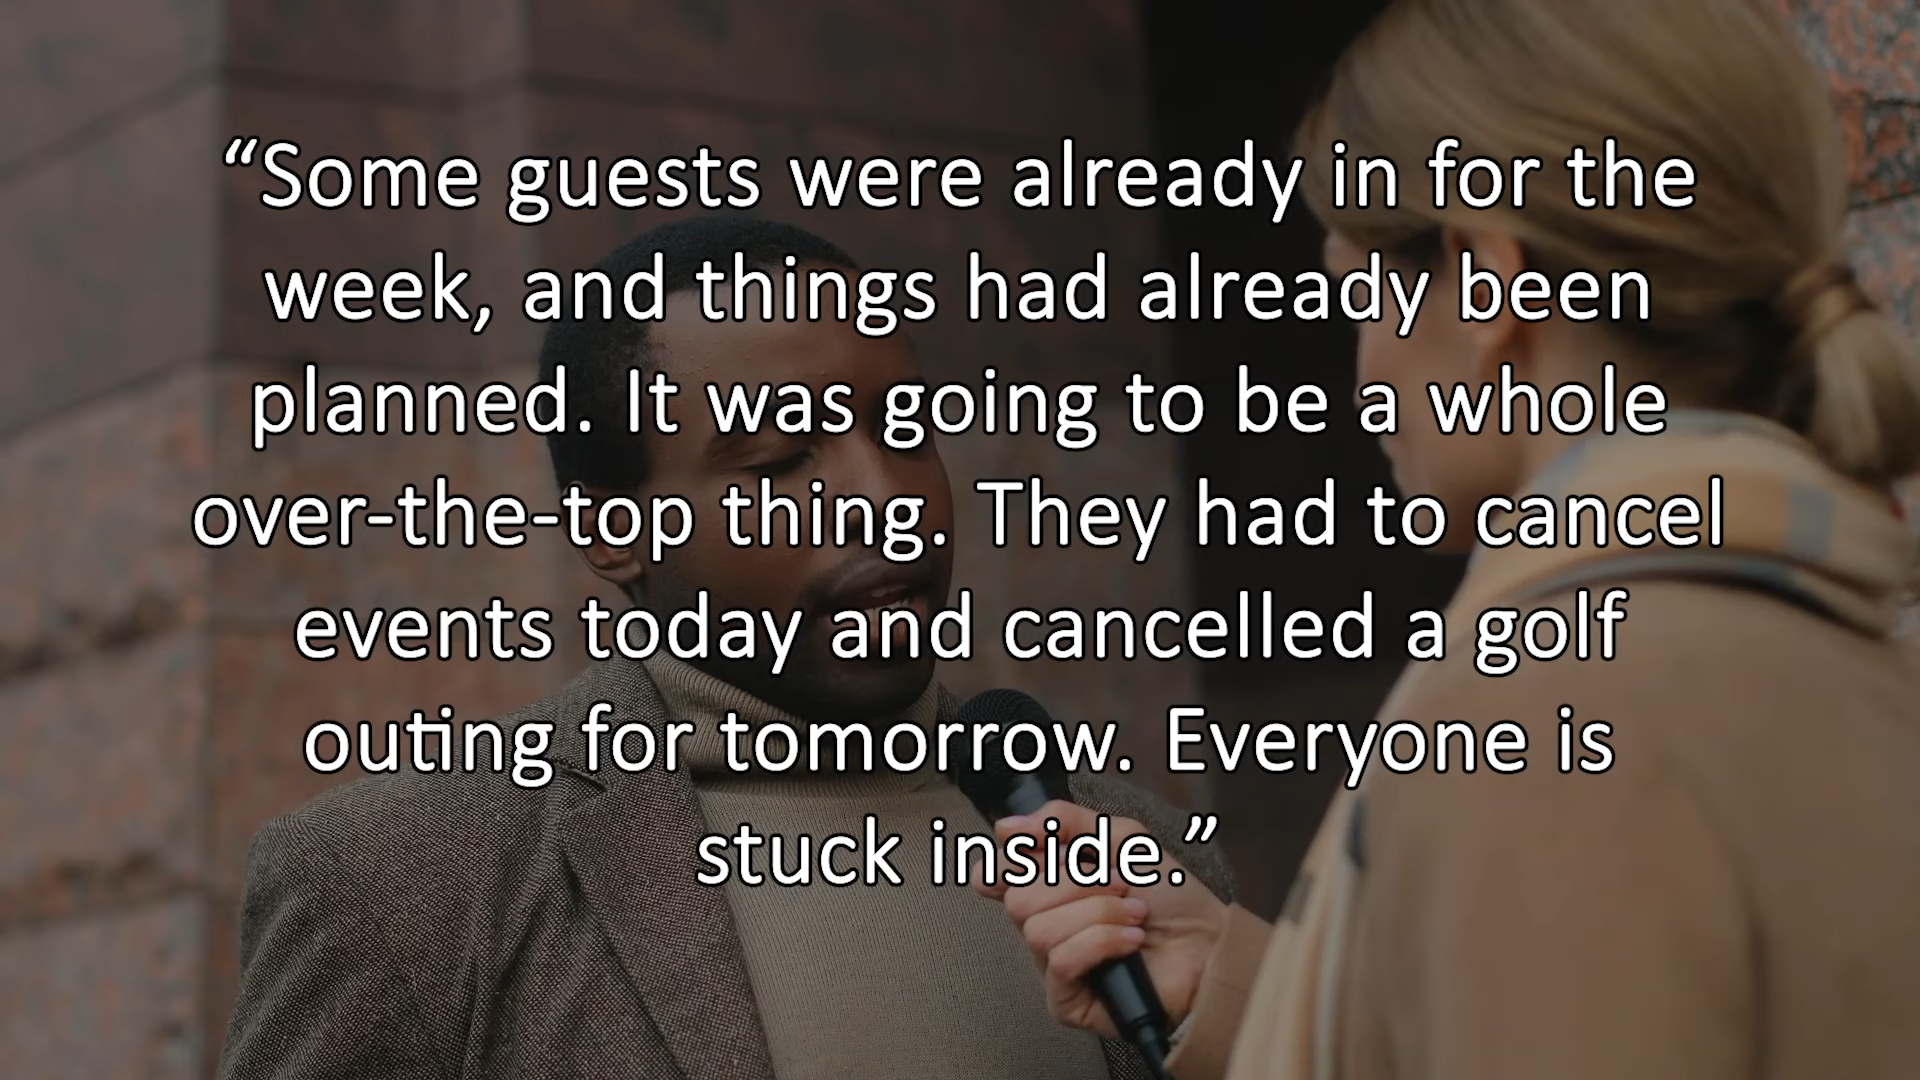 “Some guests were already in for the
week, and things had already been
planned. It was going to be a whole
over-the-top thing. They had to cancel
events today and cancelled a golf
outing for tomorrow. Everyone is
stuck inside.”